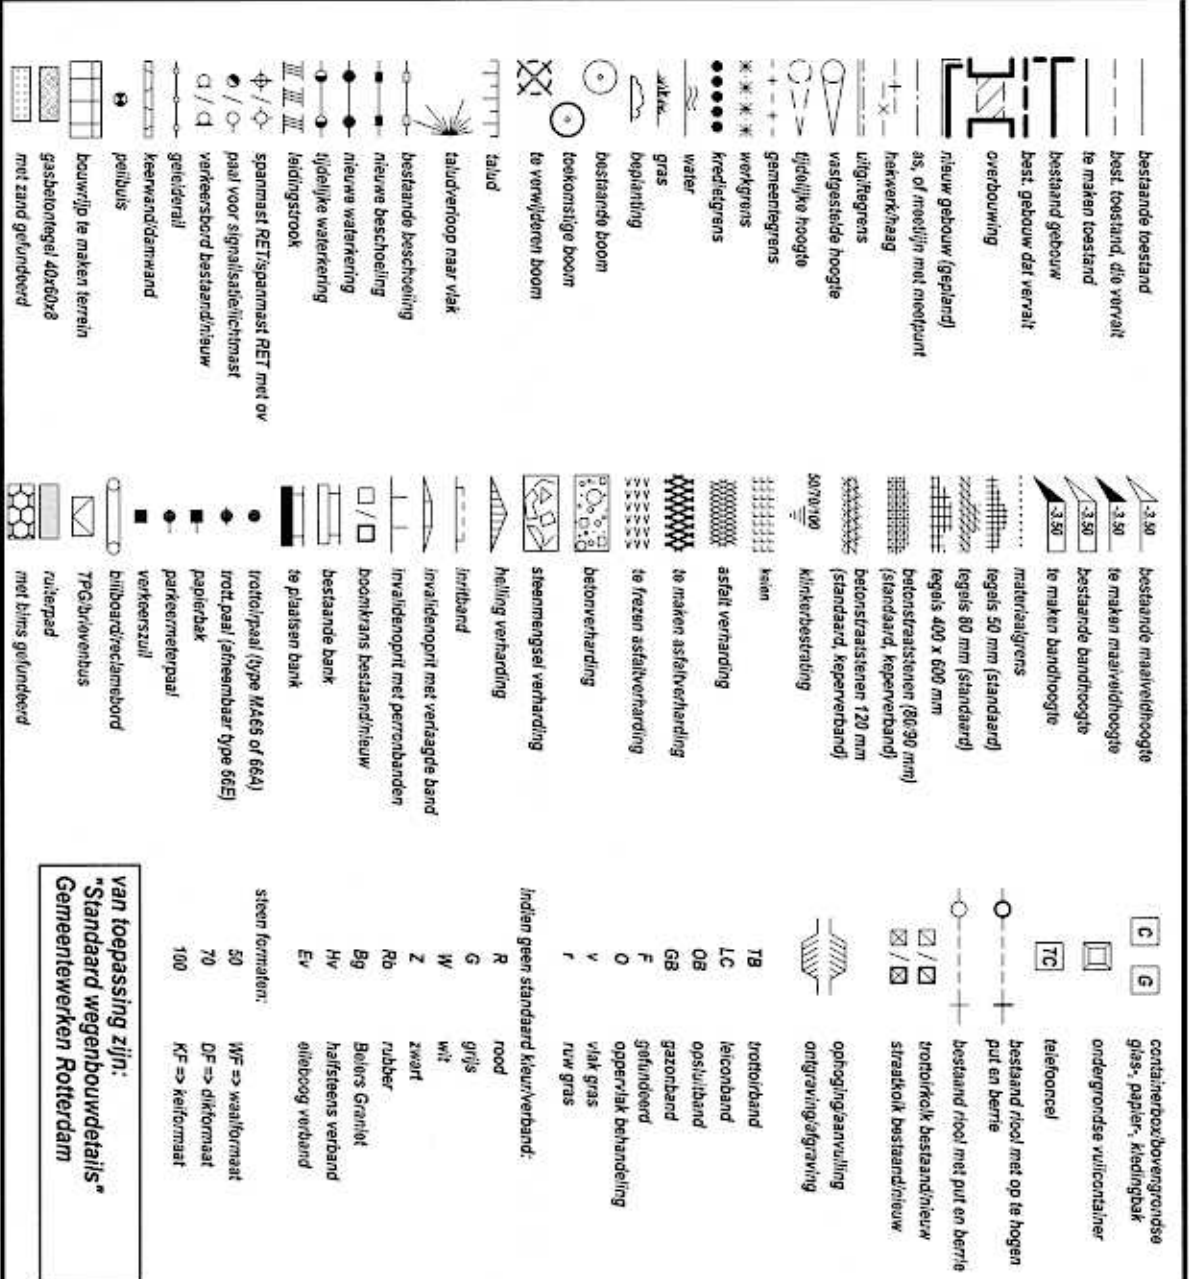 bestaande toestand
best. toestand, die vervalt
te maken toestand
bestaand gebouw
best. gebouw dat vervalt
overbouwing
nieuw gebouw (gepland)
as, of meetlijn met meetpunt
hekwerk/haag
uitgiftegrens
vastgestelde hoogte
tijdelijke hoogte
gemeentegrens
werkgrens
kredietgrens
water
gras
beplanting
bestaande boom
toekomstige boom
te verwijderen boom
talud
taludverloop naar vlak
bestaande beschoeiing
nieuwe beschoeiing
nieuwe waterkering
tijdelijke waterkering
leidingstrook
spanmast RET/spanmast RET met ov
paal voor signalisatie/lichtmast
verkeersbord bestaand/nieuw
geleiderail
keerwand/damwand
peilbuis
bouwrijp te maken terrein
gasbetontegel 40x60x8
met zand gefundeerd
-3.50 bestaande maaiveldhoogte
-3.50 te maken maaiveldhoogte
-3.50 bestaande bandhoogte
-3.50 te maken bandhoogte
materiaalgrens
tegels 50 mm (standaard)
tegels 80 mm (standaard)
tegels 400 x 600 mm
betonstraatstenen (80/90 mm)
(standaard, keperverband)
betonstraatstenen 120 mm
(standaard, keperverband)
50/70/100 klinkerbestrating
keien
asfalt verharding
te maken asfaltverharding
te frezen asfaltverharding
betonverharding
steenmengsel verharding
helling verharding
inritband
invalidenoprit met verlaagde band
invalidenoprit met perronbanden
boomkrans bestaand/nieuw
bestaande bank
te plaatsen bank
trottoirpaal (type MA66 of 66A)
trott.paal (afneembaar type 66E)
papierbak
parkeermeterpaal
verkeerszuil
billboard/reclamebord
TPG/brievenbus
ruiterpad
met bims gefundeerd
C G containerbox/bovengrondse
glas-, papier-, kledingbak
ondergrondse vuilcontainer
TC telefooncel
bestaand riool met op te hogen
put en berrie
bestaand riool met put en berrie
trottoirkolk bestaand/nieuw
straatkolk bestaand/nieuw
ophoging/aanvulling
ontgraving/afgraving
TB trottoirband
LC leiconband
OB opsluitband
GB gazonband
F gefundeerd
O oppervlak behandeling
v vlak gras
r ruw gras
Indien geen standaard kleur/verband:
R rood
G grijs
W wit
Z zwart
Rb rubber
Bg Beiers Graniet
Hv halfsteens verband
Ev elleboog verband
steen formaten:
50 WF => waalformaat
70 DF => dikformaat
100 KF => keiformaat
van toepassing zijn:
"Standaard wegenbouwdetails"
Gemeentewerken Rotterdam